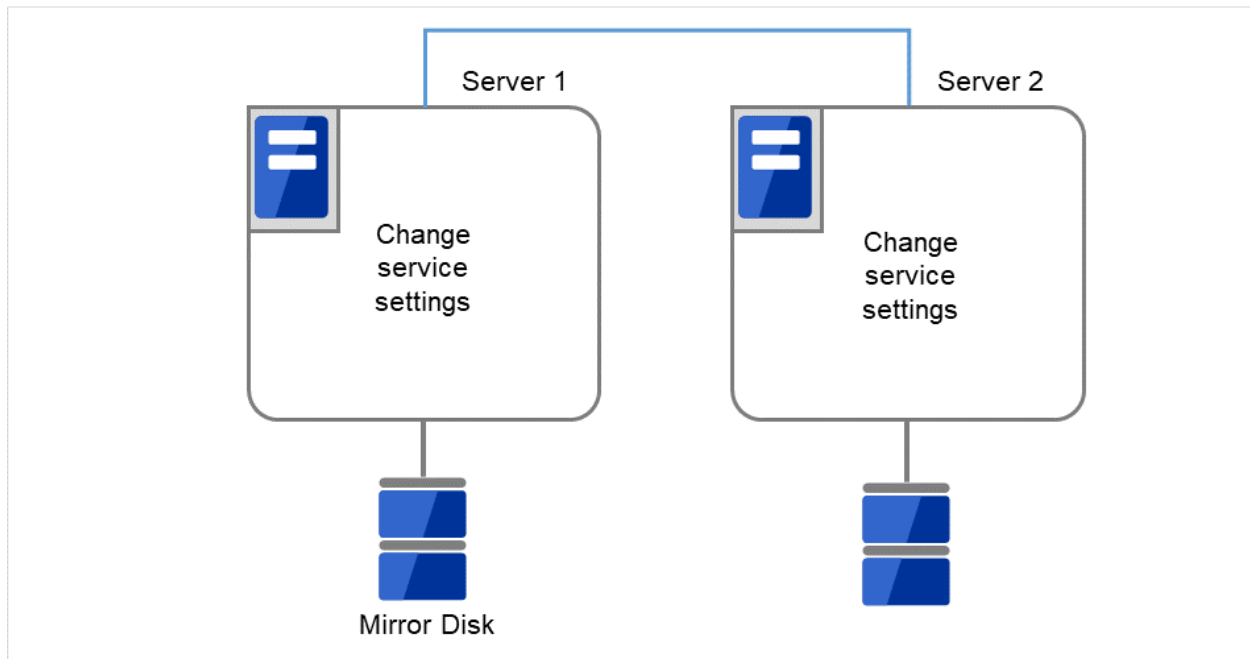 Server 1
Server 2
Change
service
settings
Change
service
settings
Mirror Disk